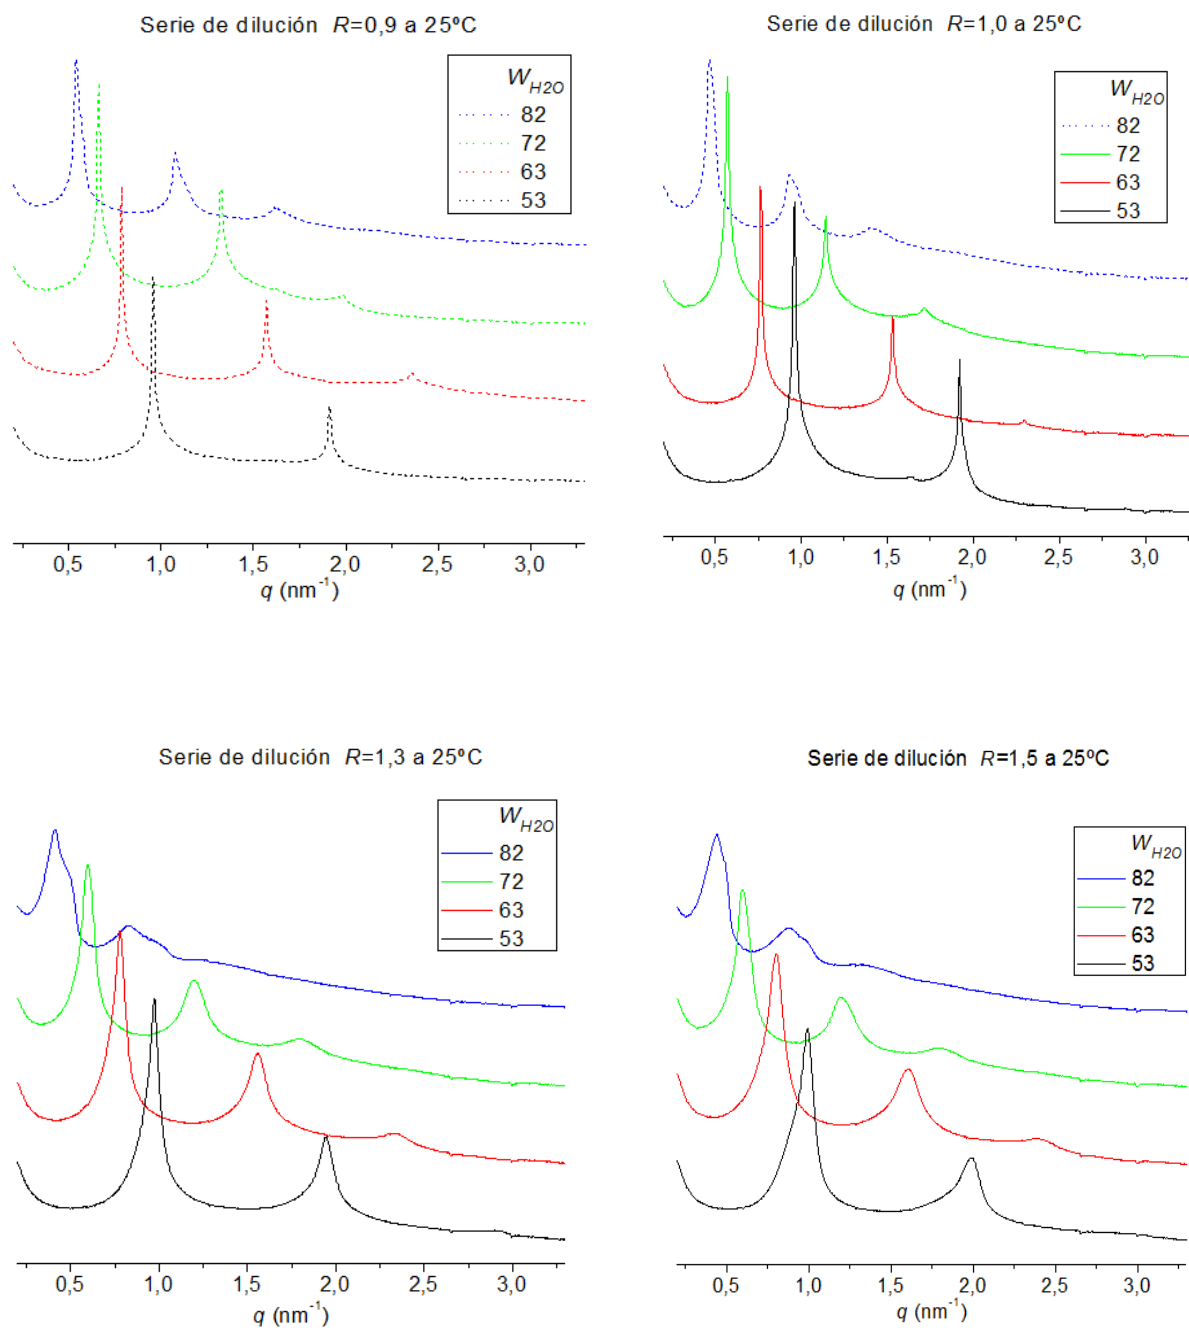 Serie de dilución R=0,9 a 25ºC
W_H2O
82
72
63
53
0,5 1,0 1,5 2,0 2,5 3,0
q (nm⁻¹)
Serie de dilución R=1,0 a 25ºC
W_H2O
82
72
63
53
0,5 1,0 1,5 2,0 2,5 3,0
q (nm⁻¹)
Serie de dilución R=1,3 a 25ºC
W_H2O
82
72
63
53
0,5 1,0 1,5 2,0 2,5 3,0
q (nm⁻¹)
Serie de dilución R=1,5 a 25ºC
W_H2O
82
72
63
53
0,5 1,0 1,5 2,0 2,5 3,0
q (nm⁻¹)